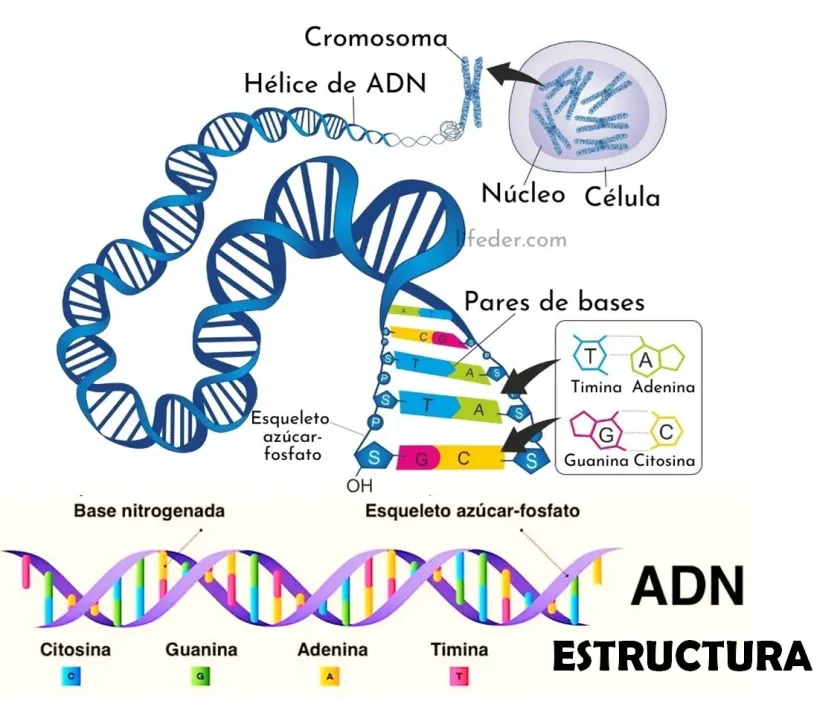 Cromosoma
Hélice de ADN
Núcleo Célula
lifeder.com
Pares de bases
A T
C G
T A
T A
G C
S
S
P
S
S
P
S
S
P
S
S
OH
Esqueleto
azúcar-
fosfato
T A
Timina Adenina
G C
Guanina Citosina
Base nitrogenada
Esqueleto azúcar-fosfato
ADN
ESTRUCTURA
Citosina
Guanina
Adenina
Timina
C
G
A
T